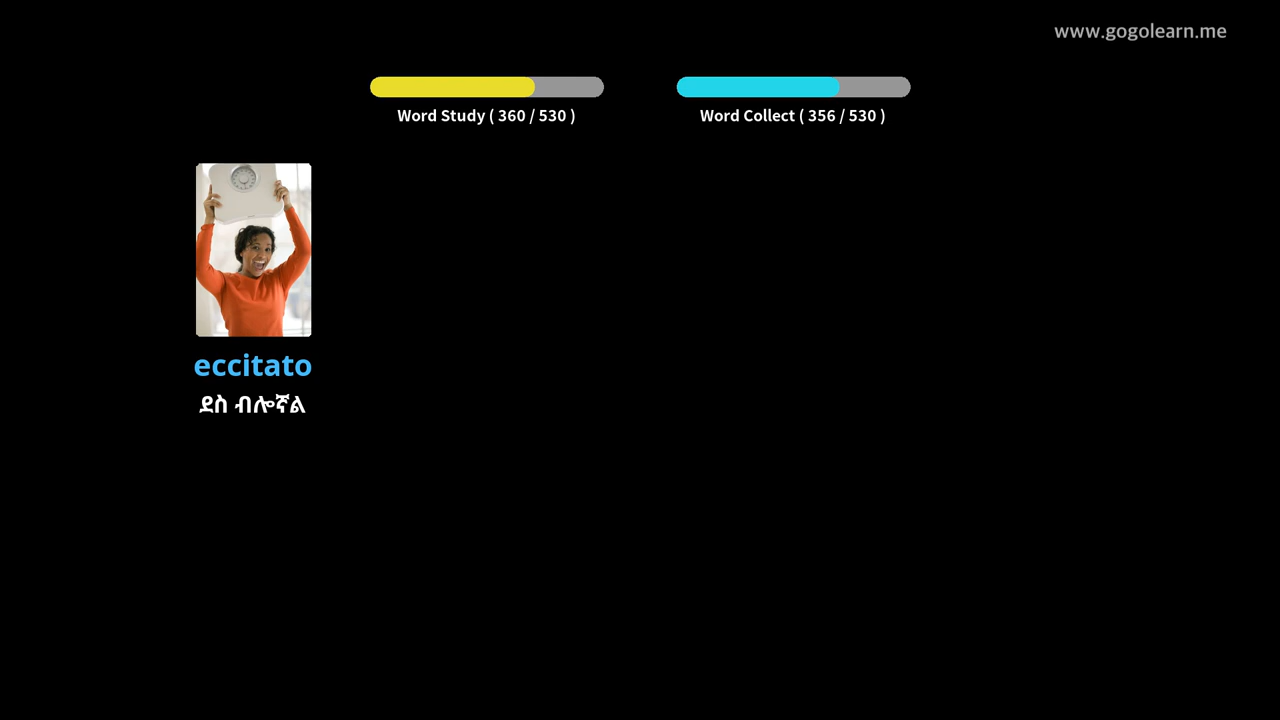 www.gogolearn.me
Word Study ( 360 / 530 )
Word Collect ( 356 / 530 )
eccitato
ደስ ብሎኛል